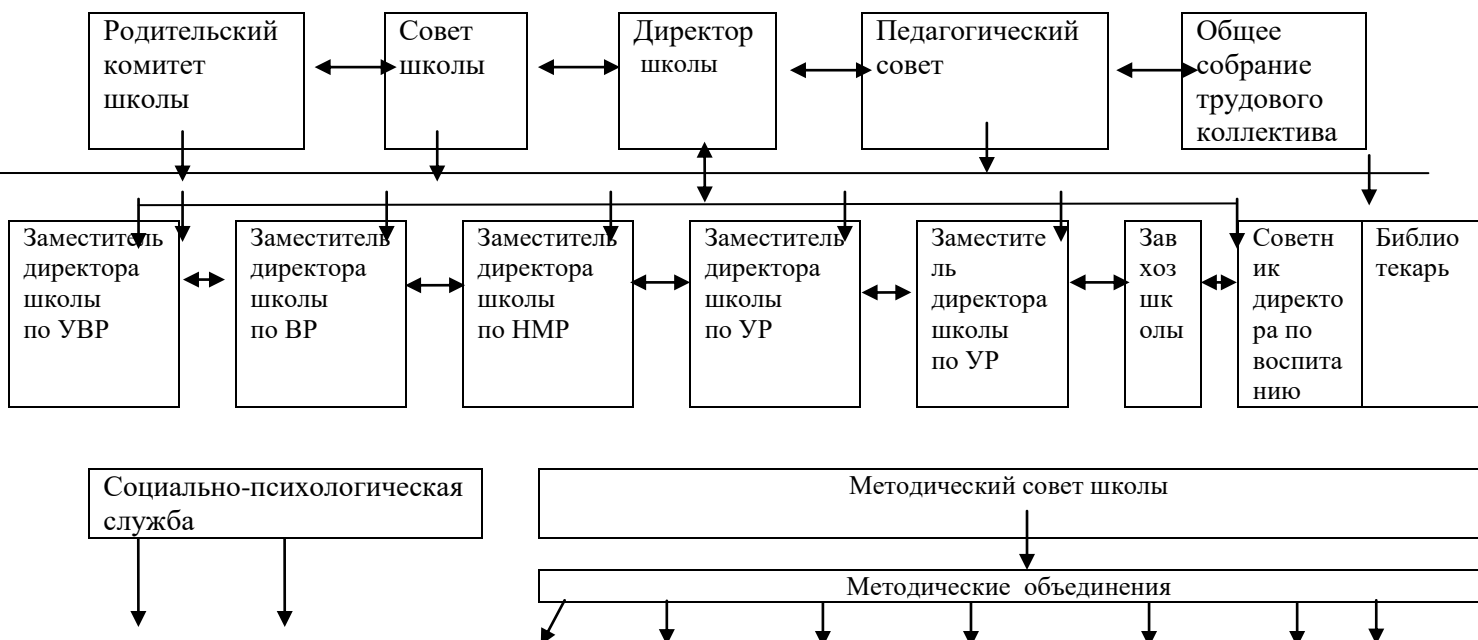 Родительский
комитет
школы
Совет
школы
Директор
школы
Педагогический
совет
Общее
собрание
трудового
коллектива
Заместитель
директора
школы
по УВР
Заместитель
директора
школы
по ВР
Заместитель
директора
школы
по НМР
Заместитель
директора
школы
по УР
Заместите
ль
директора
школы
по УР
Зав
хоз
шк
олы
Советн
ик
директо
ра по
воспита
нию
Библио
текарь
Социально-психологическая
служба
Методический совет школы
Методические объединения